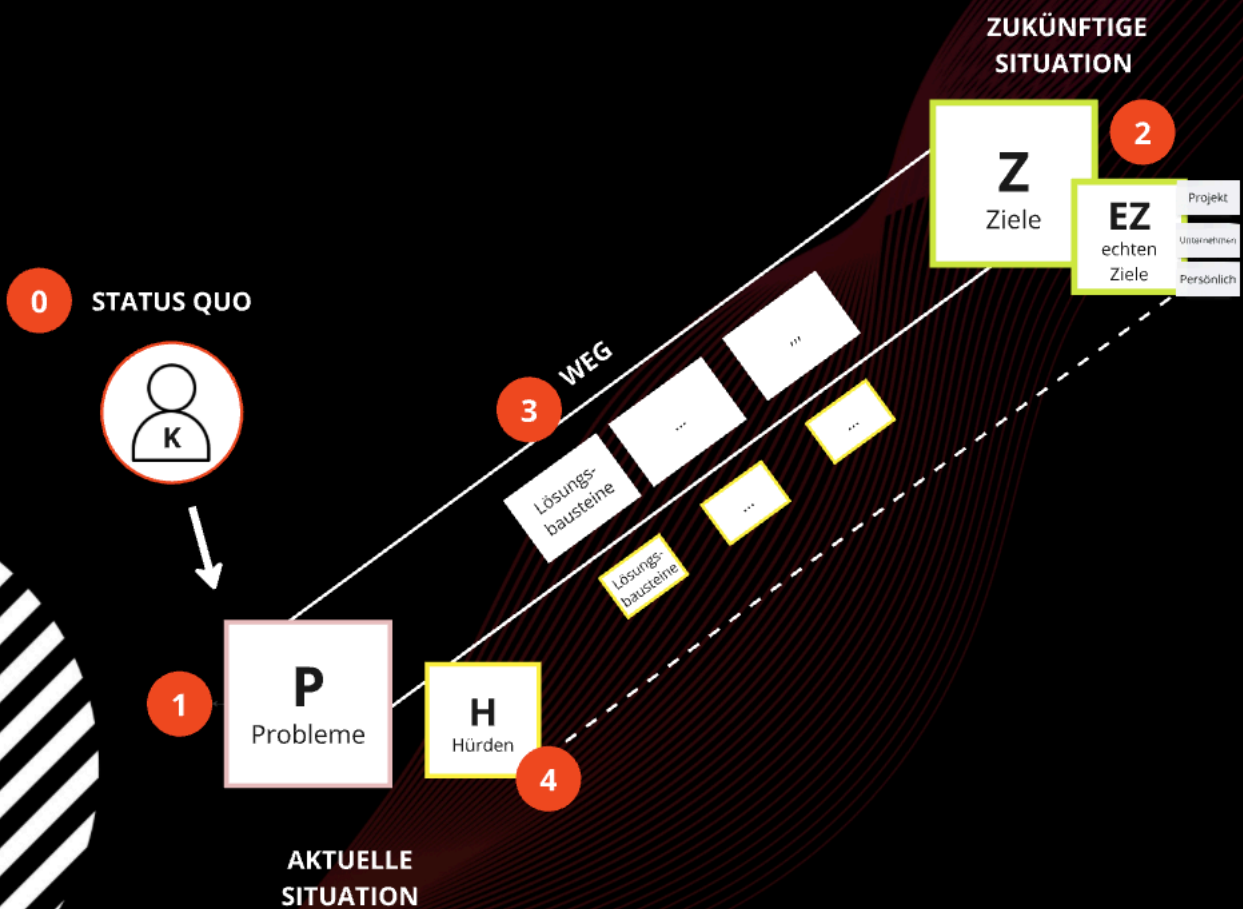 ZUKÜNFTIGE
SITUATION
2
Z
Ziele
EZ
echten
Ziele
Projekt
Unternehmen
Persönlich
0
STATUS QUO
K
3
WEG
...
...
Lösungs-
bausteine
...
...
Lösungs-
bausteine
1
P
Probleme
H
Hürden
4
AKTUELLE
SITUATION